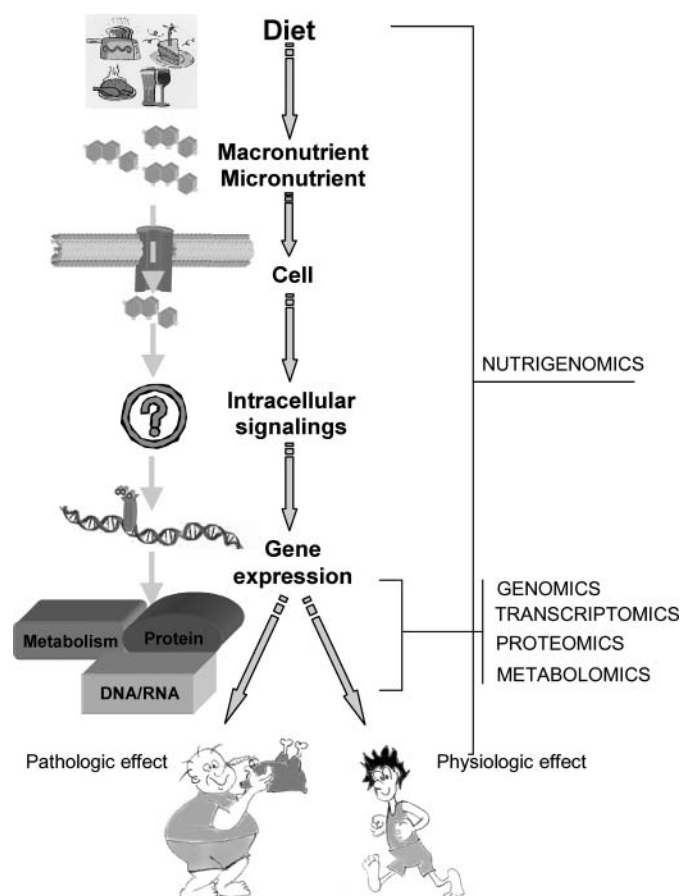 Diet
Macronutrient
Micronutrient
Cell
NUTRIGENOMICS
Intracellular
signalings
?
Gene
expression
GENOMICS
TRANSCRIPTOMICS
PROTEOMICS
METABOLOMICS
Metabolism
Protein
DNA/RNA
Pathologic effect
Physiologic effect